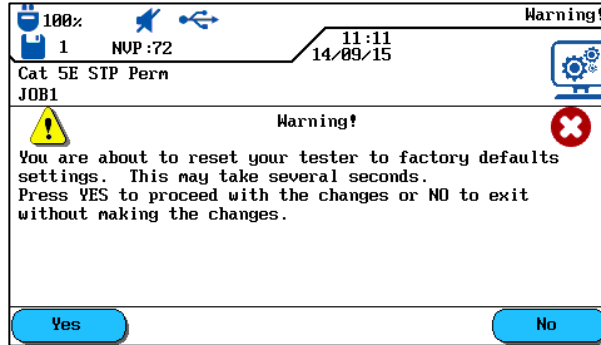 100% Warning!
1 NVP:72 11:11
14/09/15
Cat 5E STP Perm
JOB1
Warning!
You are about to reset your tester to factory defaults
settings. This may take several seconds.
Press YES to proceed with the changes or NO to exit
without making the changes.
Yes No